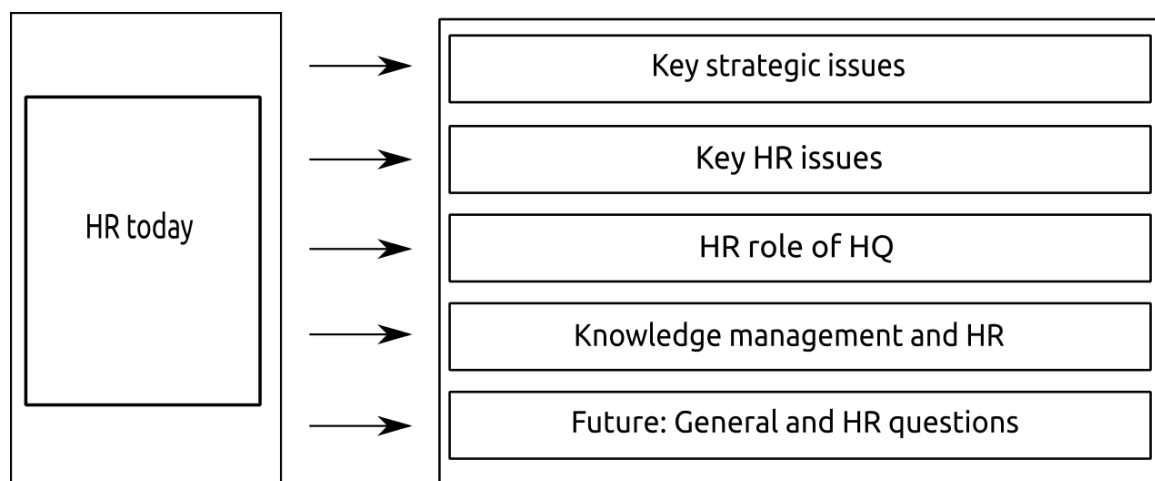 HR today
Key strategic issues
Key HR issues
HR role of HQ
Knowledge management and HR
Future: General and HR questions